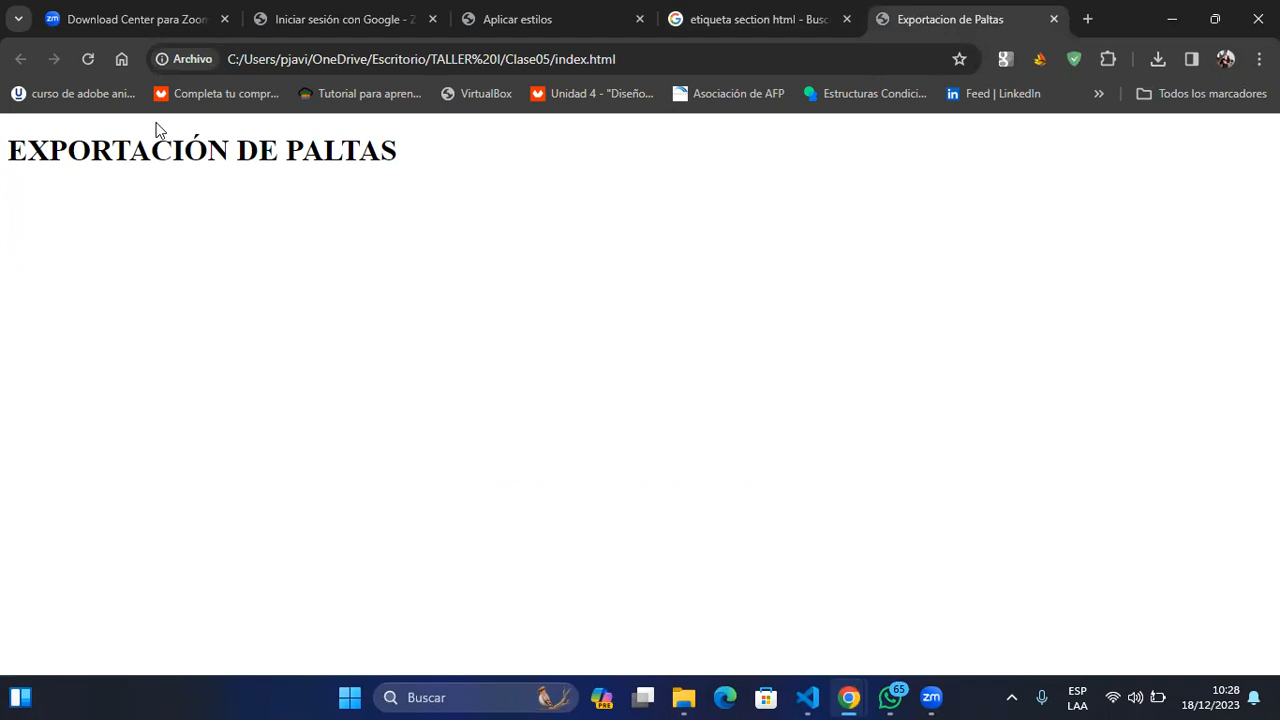 Download Center para Zoom
Iniciar sesión con Google - Z
Aplicar estilos
etiqueta section html - Busc
Exportacion de Paltas
Archivo
C:/Users/pjavi/OneDrive/Escritorio/TALLER%20I/Clase05/index.html
curso de adobe ani...
Completa tu compr...
Tutorial para apren...
VirtualBox
Unidad 4 - "Diseño...
Asociación de AFP
Estructuras Condici...
Feed | LinkedIn
Todos los marcadores
EXPORTACIÓN DE PALTAS
Buscar
PRE
65
zm
ESP
LAA
10:28
18/12/2023